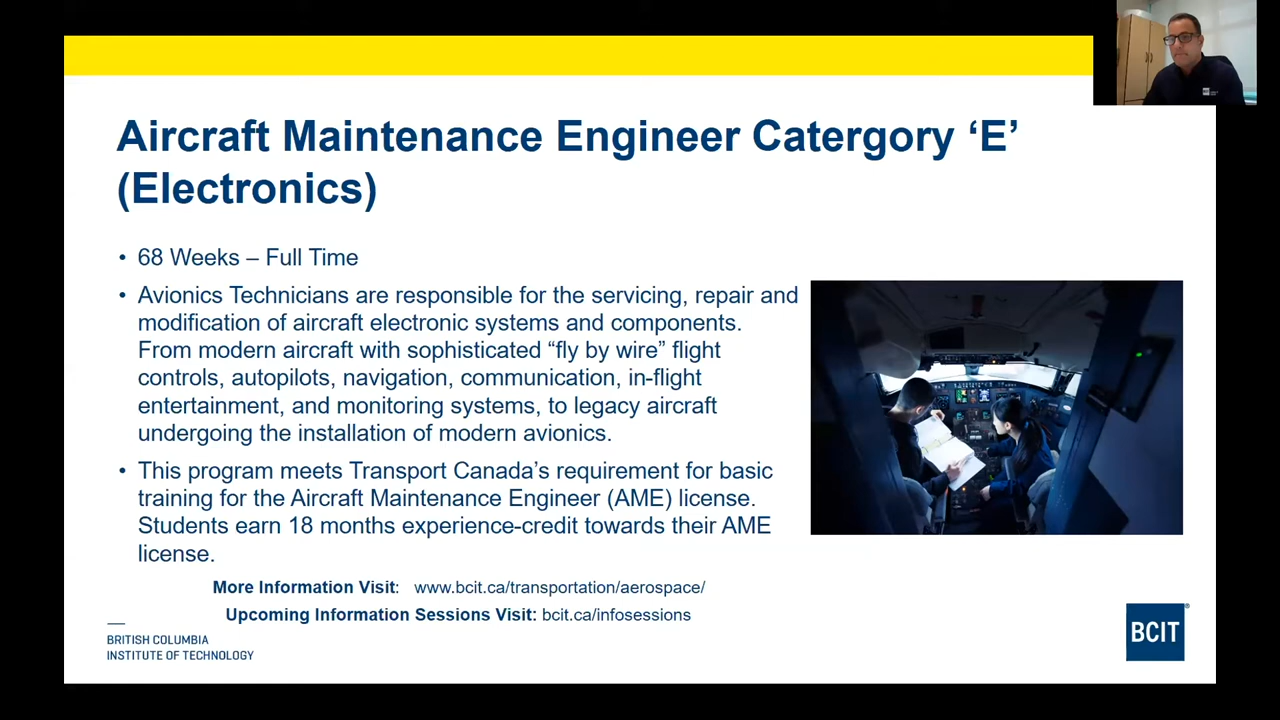 Aircraft Maintenance Engineer Catergory ‘E’
(Electronics)
• 68 Weeks – Full Time
• Avionics Technicians are responsible for the servicing, repair and
modification of aircraft electronic systems and components.
From modern aircraft with sophisticated “fly by wire” flight
controls, autopilots, navigation, communication, in-flight
entertainment, and monitoring systems, to legacy aircraft
undergoing the installation of modern avionics.
• This program meets Transport Canada’s requirement for basic
training for the Aircraft Maintenance Engineer (AME) license.
Students earn 18 months experience-credit towards their AME
license.
More Information Visit: www.bcit.ca/transportation/aerospace/
Upcoming Information Sessions Visit: bcit.ca/infosessions
BRITISH COLUMBIA
INSTITUTE OF TECHNOLOGY
BCIT®